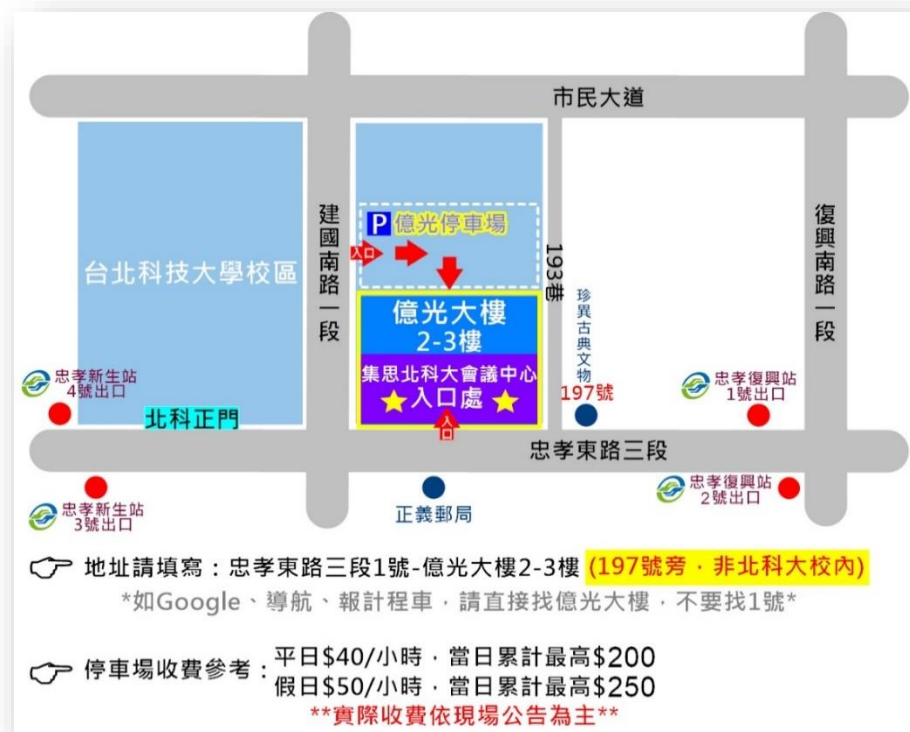 市民大道
建國南路一段
復興南路一段
P 億光停車場
入口
193巷
台北科技大學校區
億光大樓
2-3樓
珍異古典文物
197號
集思北科大會議中心
入口處
入口
忠孝新生站
4號出口
北科正門
忠孝復興站
1號出口
忠孝東路三段
忠孝新生站
3號出口
正義郵局
忠孝復興站
2號出口
地址請填寫：忠孝東路三段1號-億光大樓2-3樓 (197號旁，非北科大校內)
*如Google、導航、報計程車，請直接找億光大樓，不要找1號*
停車場收費參考：平日$40/小時，當日累計最高$200
假日$50/小時，當日累計最高$250
**實際收費依現場公告為主**